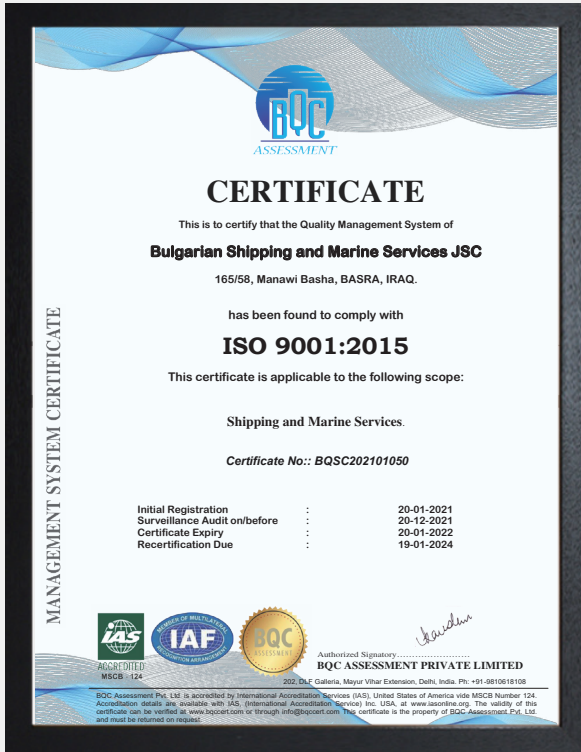 BQC
ASSESSMENT
CERTIFICATE
This is to certify that the Quality Management System of
Bulgarian Shipping and Marine Services JSC
165/58, Manawi Basha, BASRA, IRAQ.
has been found to comply with
ISO 9001:2015
This certificate is applicable to the following scope:
Shipping and Marine Services.
Certificate No:: BQSC202101050
Initial Registration : 20-01-2021
Surveillance Audit on/before : 20-12-2021
Certificate Expiry : 20-01-2022
Recertification Due : 19-01-2024
MANAGEMENT SYSTEM CERTIFICATE
iAS
ACCREDITED
MSCB - 124
MEMBER OF MULTILATERAL
IAF
RECOGNITION ARRANGEMENT
BQC
ASSESSMENT
Authorized Signatory........................
BQC ASSESSMENT PRIVATE LIMITED
202, DLF Galleria, Mayur Vihar Extension, Delhi, India. Ph: +91-9810618108
BQC Assessment Pvt. Ltd. is accredited by International Accreditation Services (IAS), United States of America vide MSCB Number 124.
Accreditation details are available with IAS, (International Accreditation Service) Inc. USA, at www.iasonline.org. The validity of this
certificate can be verified at www.bqccert.com or through info@bqccert.com This certificate is the property of BQC Assessment Pvt. Ltd.
and must be returned on request.